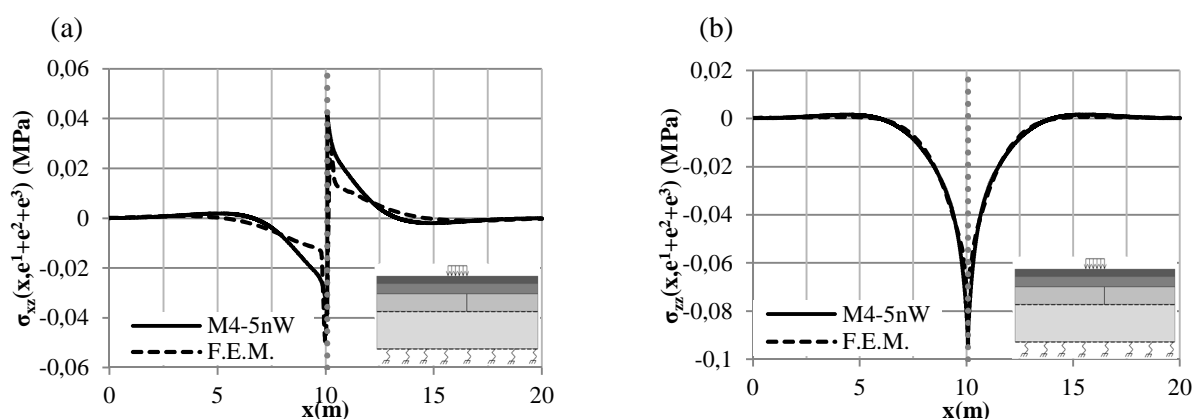 (a)
σxz(x,e¹+e²+e³) (MPa)
0,06
0,04
0,02
0
-0,02
-0,04
-0,06
M4-5nW
F.E.M.
0
5
10
15
20
x(m)
(b)
σzz(x,e¹+e²+e³) (MPa)
0,02
0
-0,02
-0,04
-0,06
-0,08
-0,1
M4-5nW
F.E.M.
0
5
10
15
20
x(m)